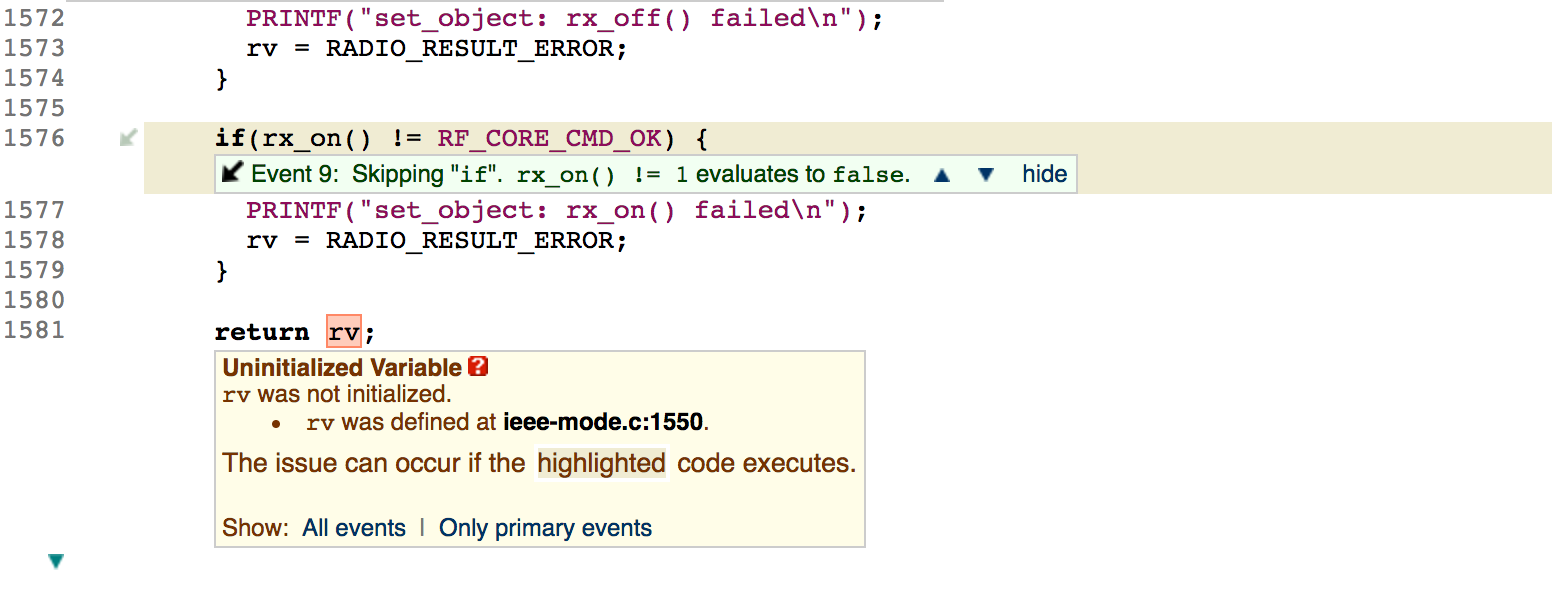 1572 PRINTF("set_object: rx_off() failed\n");
1573 rv = RADIO_RESULT_ERROR;
1574 }
1575
1576 if(rx_on() != RF_CORE_CMD_OK) {
Event 9: Skipping "if". rx_on() != 1 evaluates to false. ▲ ▼ hide
1577 PRINTF("set_object: rx_on() failed\n");
1578 rv = RADIO_RESULT_ERROR;
1579 }
1580
1581 return rv;
Uninitialized Variable ?
rv was not initialized.
• rv was defined at ieee-mode.c:1550.
The issue can occur if the highlighted code executes.
Show: All events | Only primary events